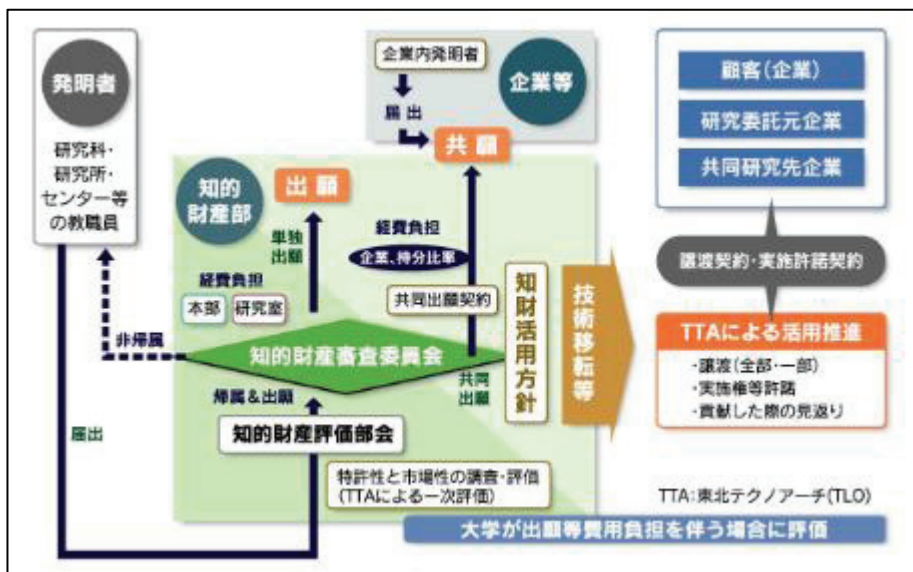 発明者
研究科・
研究所・
センター等
の教職員
届出
非帰属
知的
財産部
出願
単独
出願
経費負担
本部
研究室
企業内発明者
企業等
届出
共願
経費負担
企業、持分比率
共同出願契約
知的財産審査委員会
帰属&出願
共同
出願
知的財産評価部会
特許性と市場性の調査・評価
(TTAによる一次評価)
知財活用方針
技術移転等
顧客(企業)
研究委託元企業
共同研究先企業
譲渡契約・実施許諾契約
TTAによる活用推進
・譲渡(全部・一部)
・実施権等許諾
・貢献した際の見返り
TTA:東北テクノアーチ(TLO)
大学が出願等費用負担を伴う場合に評価